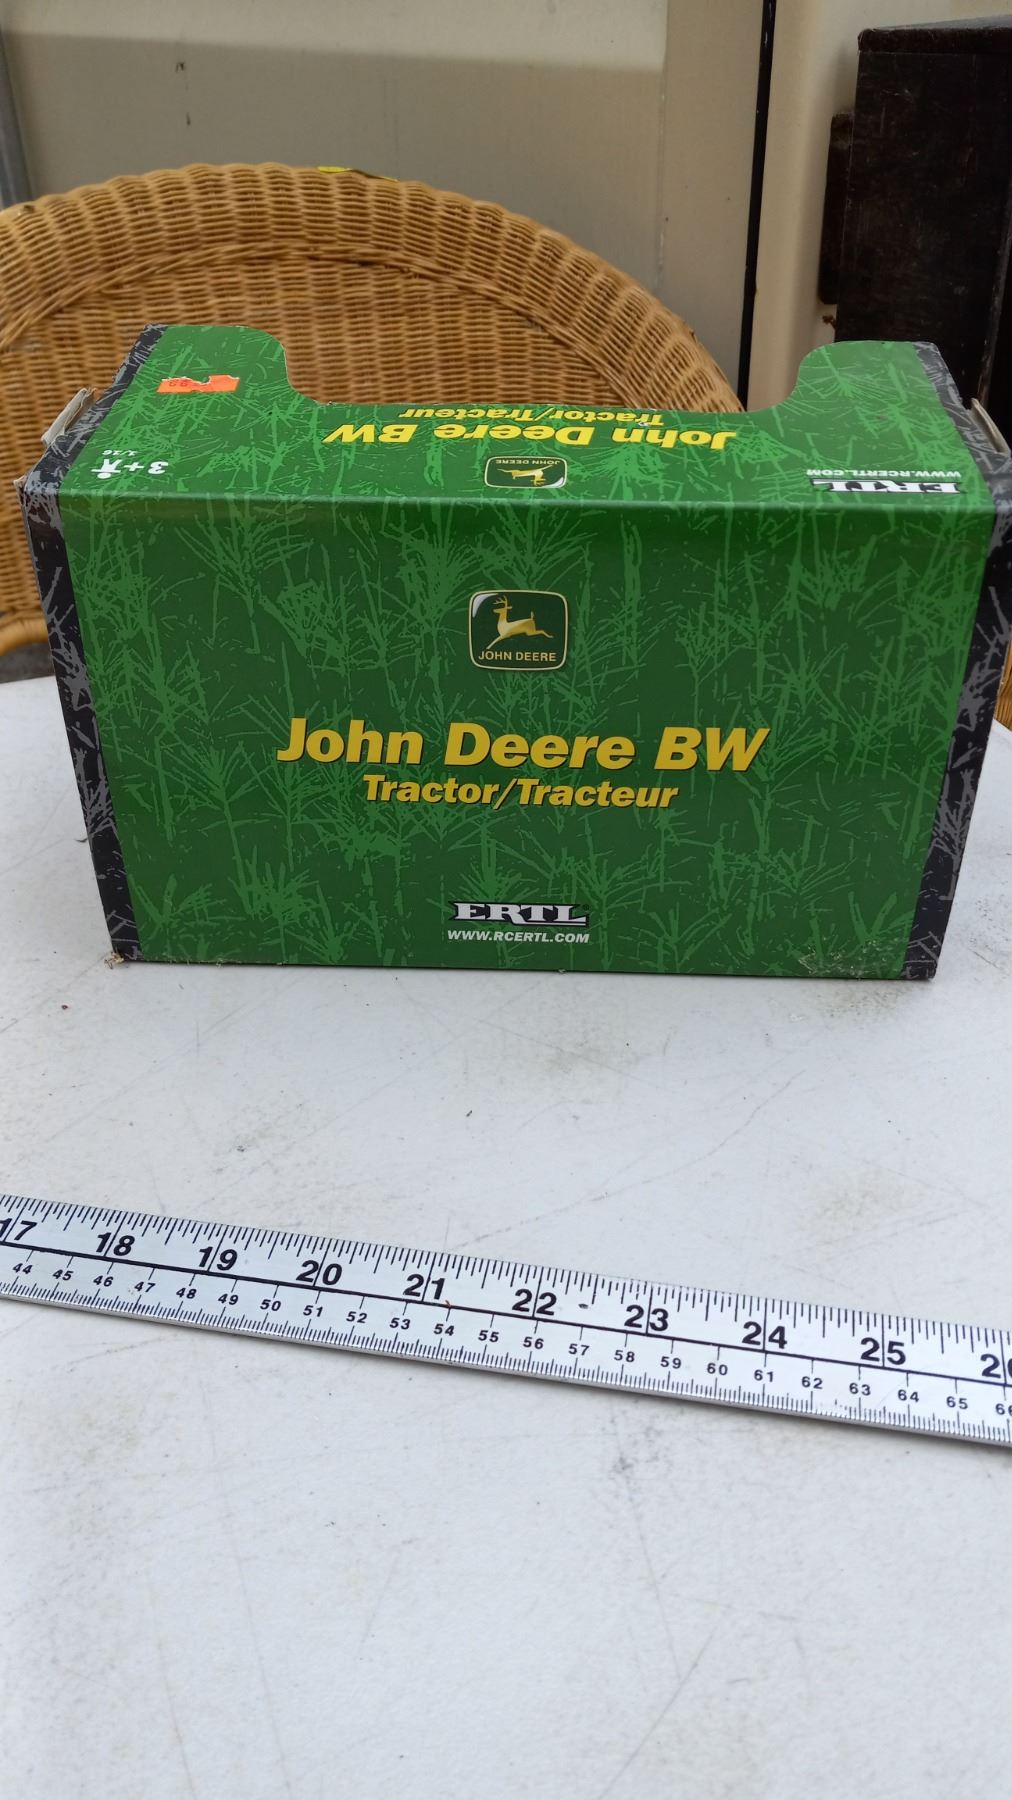 John Deere BW
Tractor/Tracteur
JOHN DEERE
3+
1/16
ERTL
WWW.RCERTL.COM
JOHN DEERE
John Deere BW
Tractor/Tracteur
ERTL®
WWW.RCERTL.COM
17 18 19 20 21 22 23 24 25
44 45 46 47 48 49 50 51 52 53 54 55 56 57 58 59 60 61 62 63 64 65